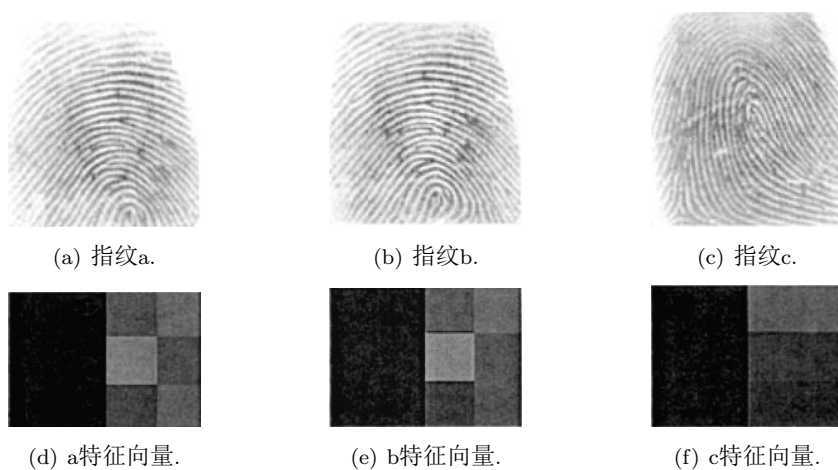 (a) 指纹a.
(b) 指纹b.
(c) 指纹c.
(d) a特征向量.
(e) b特征向量.
(f) c特征向量.